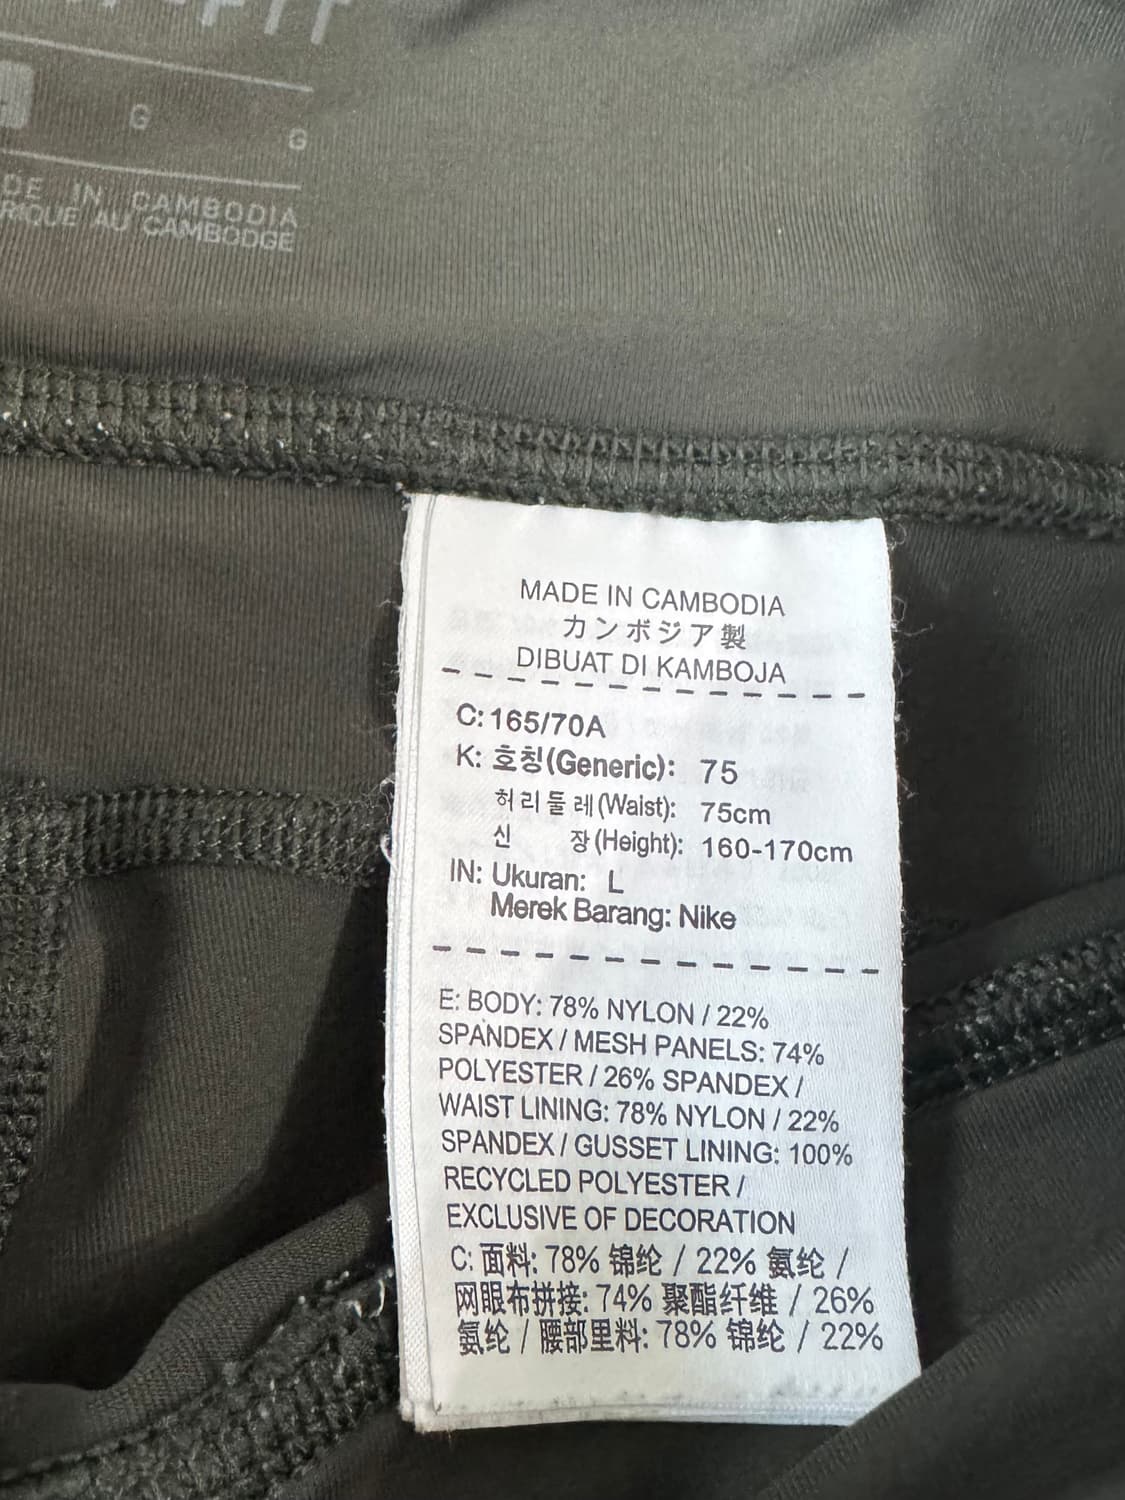 G G
IN CAMBODIA
AU CAMBODGE
MADE IN CAMBODIA
カンボジア製
DIBUAT DI KAMBOJA
C: 165/70A
K: 호칭(Generic): 75
허리둘레(Waist): 75cm
신 장(Height): 160-170cm
IN: Ukuran: L
Merek Barang: Nike
E: BODY: 78% NYLON / 22%
SPANDEX / MESH PANELS: 74%
POLYESTER / 26% SPANDEX /
WAIST LINING: 78% NYLON / 22%
SPANDEX / GUSSET LINING: 100%
RECYCLED POLYESTER /
EXCLUSIVE OF DECORATION
C: 面料: 78% 锦纶 / 22% 氨纶 /
网眼布拼接: 74% 聚酯纤维 / 26%
氨纶 / 腰部里料: 78% 锦纶 / 22%